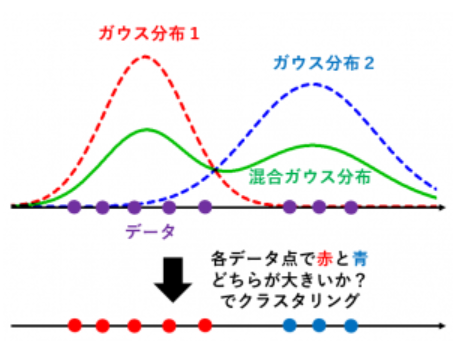 ガウス分布１
ガウス分布２
混合ガウス分布
データ
各データ点で赤と青
どちらが大きいか？
でクラスタリング